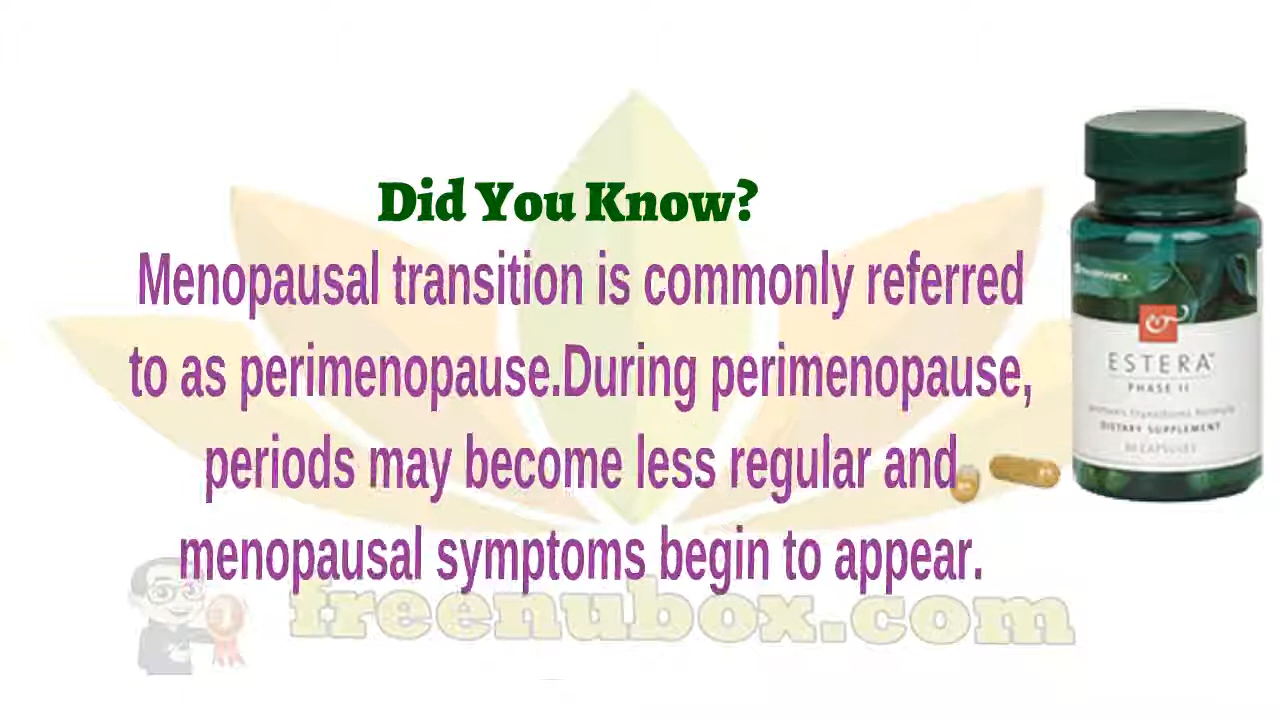 Did You Know?
Menopausal transition is commonly referred
to as perimenopause.During perimenopause,
periods may become less regular and
menopausal symptoms begin to appear.
freenubox.com
ESTERA™
PHASE II
DIETARY SUPPLEMENT